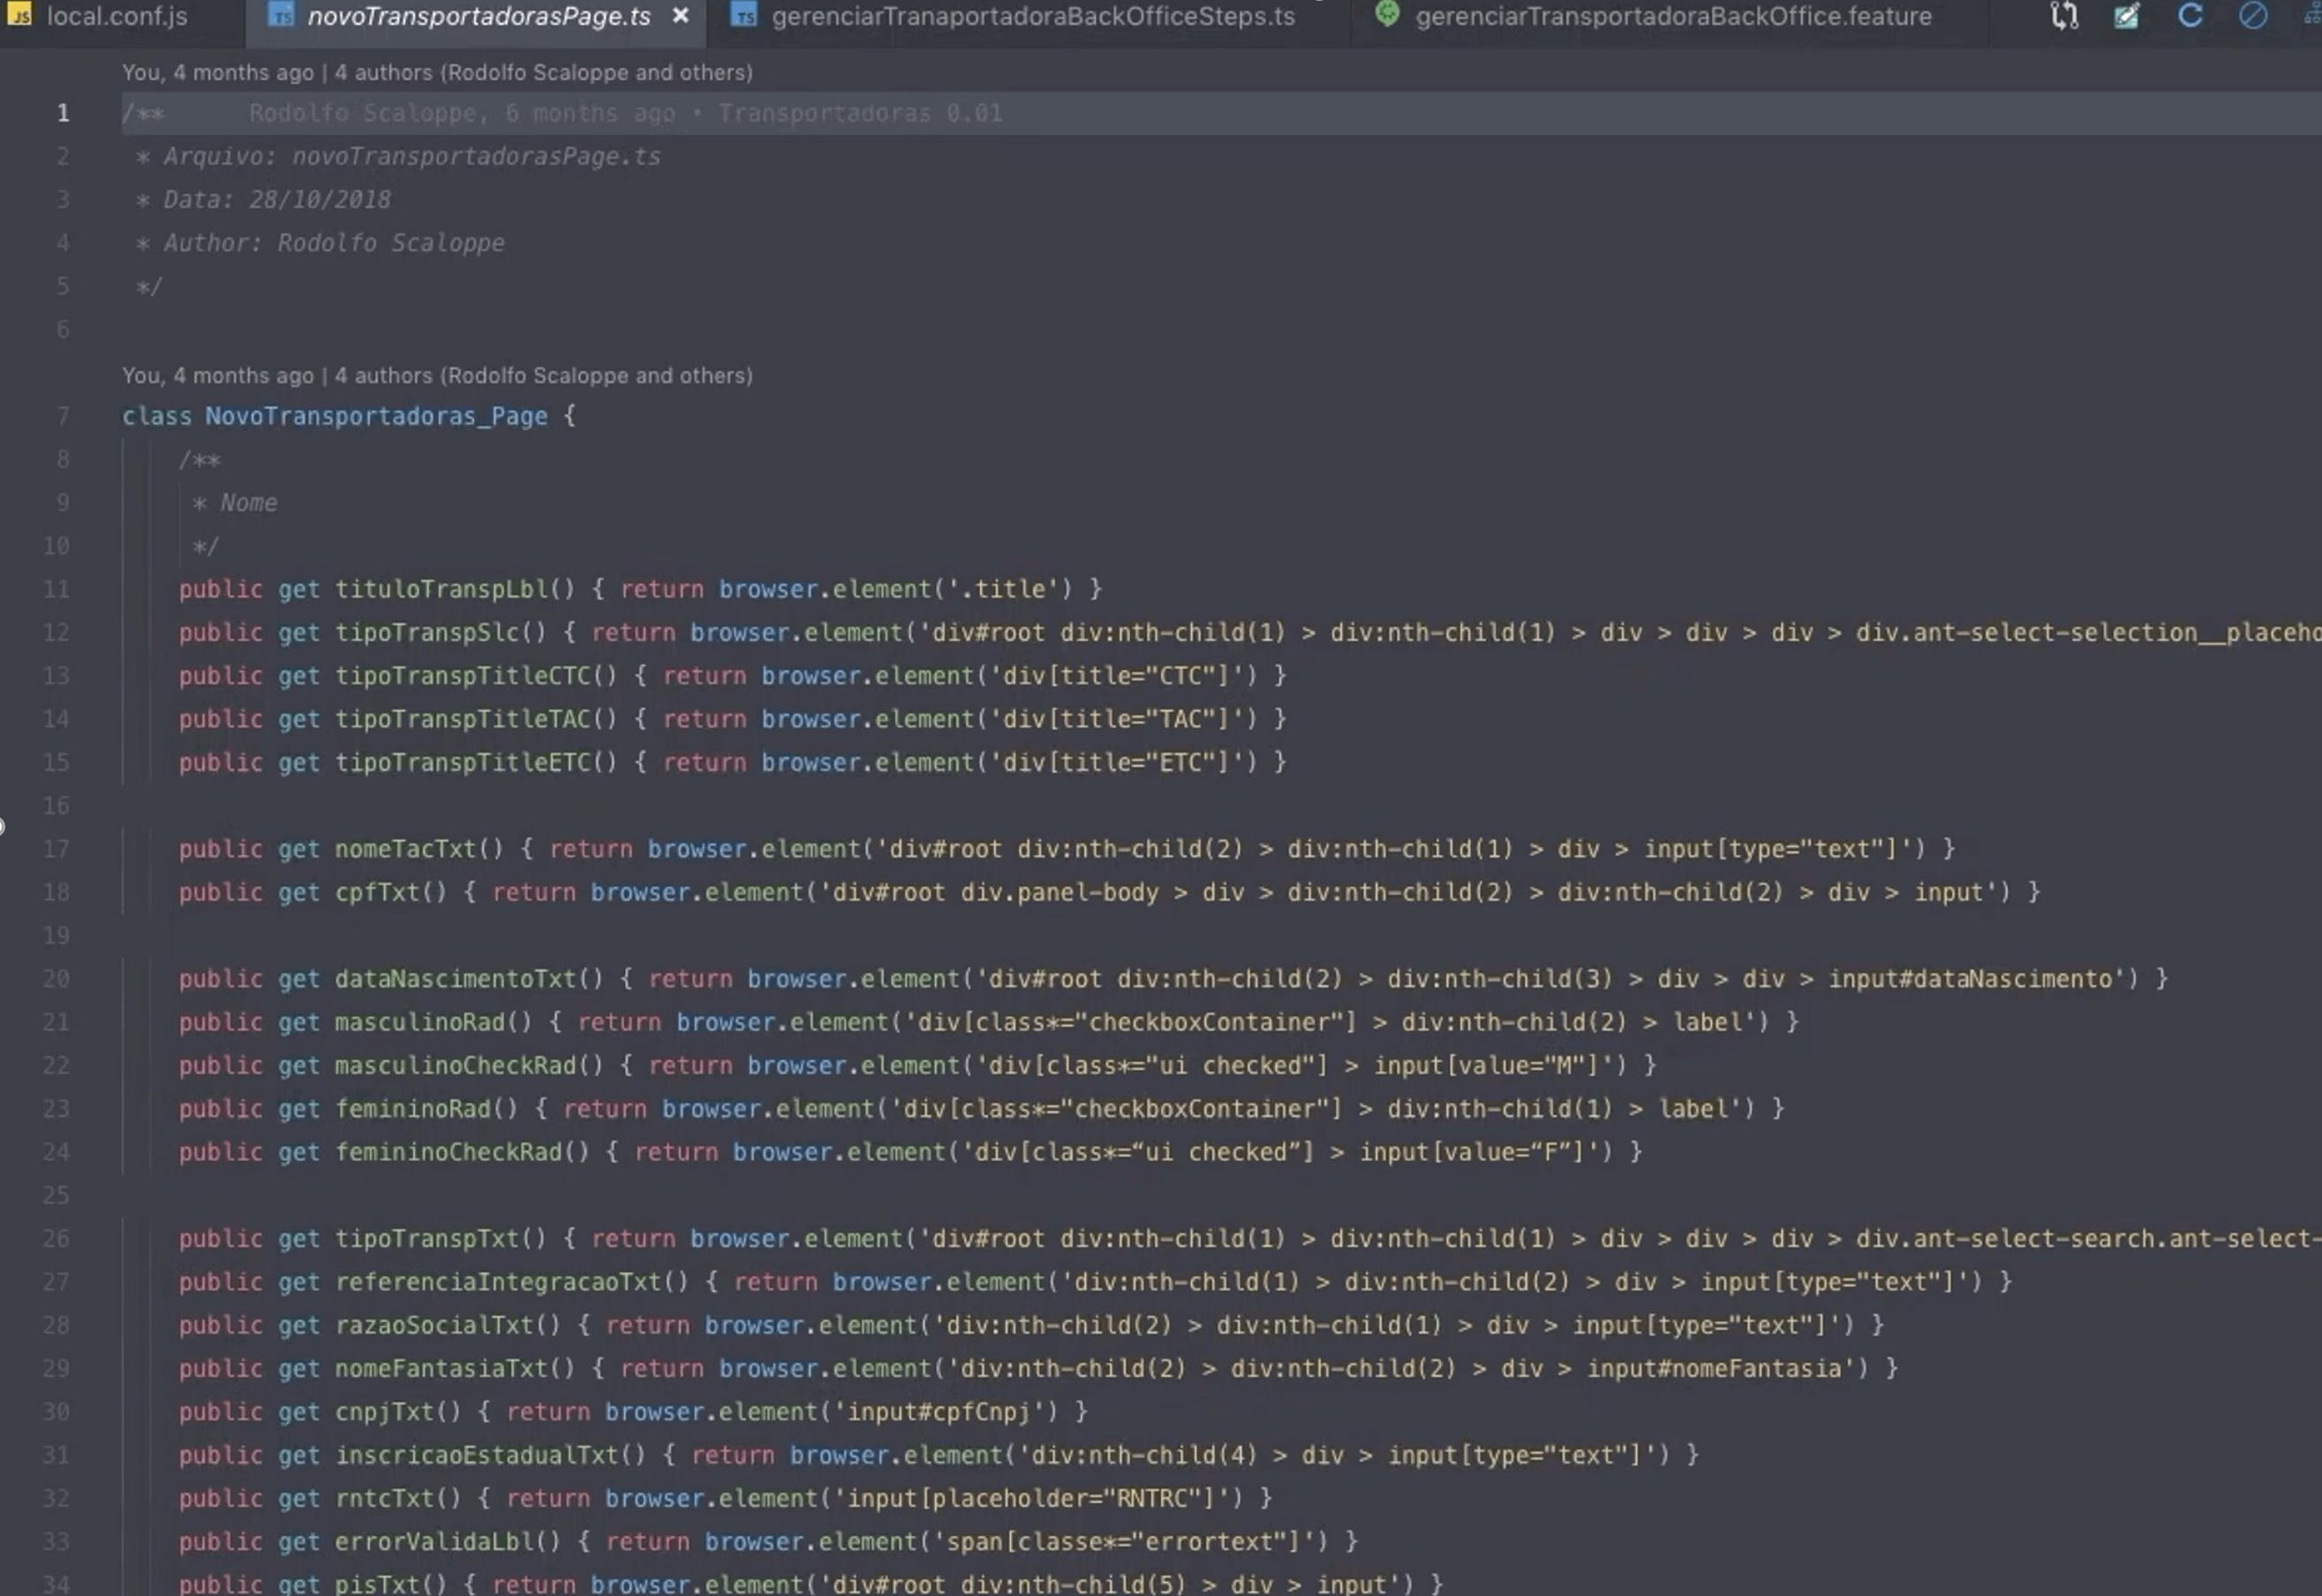 JS local.conf.js TS novoTransportadorasPage.ts × TS gerenciarTranaportadoraBackOfficeSteps.ts gerenciarTransportadoraBackOffice.feature
You, 4 months ago | 4 authors (Rodolfo Scaloppe and others)
1 /** Rodolfo Scaloppe, 6 months ago • Transportadoras 0.01
2 * Arquivo: novoTransportadorasPage.ts
3 * Data: 28/10/2018
4 * Author: Rodolfo Scaloppe
5 */
6
You, 4 months ago | 4 authors (Rodolfo Scaloppe and others)
7 class NovoTransportadoras_Page {
8 /**
9 * Nome
10 */
11 public get tituloTranspLbl() { return browser.element('.title') }
12 public get tipoTranspSlc() { return browser.element('div#root div:nth-child(1) > div:nth-child(1) > div > div > div > div.ant-select-selection__placeho
13 public get tipoTranspTitleCTC() { return browser.element('div[title="CTC"]') }
14 public get tipoTranspTitleTAC() { return browser.element('div[title="TAC"]') }
15 public get tipoTranspTitleETC() { return browser.element('div[title="ETC"]') }
16
17 public get nomeTacTxt() { return browser.element('div#root div:nth-child(2) > div:nth-child(1) > div > input[type="text"]') }
18 public get cpfTxt() { return browser.element('div#root div.panel-body > div > div:nth-child(2) > div:nth-child(2) > div > input') }
19
20 public get dataNascimentoTxt() { return browser.element('div#root div:nth-child(2) > div:nth-child(3) > div > div > input#dataNascimento') }
21 public get masculinoRad() { return browser.element('div[class*="checkboxContainer"] > div:nth-child(2) > label') }
22 public get masculinoCheckRad() { return browser.element('div[class*="ui checked"] > input[value="M"]') }
23 public get femininoRad() { return browser.element('div[class*="checkboxContainer"] > div:nth-child(1) > label') }
24 public get femininoCheckRad() { return browser.element('div[class*=“ui checked”] > input[value=“F”]') }
25
26 public get tipoTranspTxt() { return browser.element('div#root div:nth-child(1) > div:nth-child(1) > div > div > div > div.ant-select-search.ant-select-
27 public get referenciaIntegracaoTxt() { return browser.element('div:nth-child(1) > div:nth-child(2) > div > input[type="text"]') }
28 public get razaoSocialTxt() { return browser.element('div:nth-child(2) > div:nth-child(1) > div > input[type="text"]') }
29 public get nomeFantasiaTxt() { return browser.element('div:nth-child(2) > div:nth-child(2) > div > input#nomeFantasia') }
30 public get cnpjTxt() { return browser.element('input#cpfCnpj') }
31 public get inscricaoEstadualTxt() { return browser.element('div:nth-child(4) > div > input[type="text"]') }
32 public get rntcTxt() { return browser.element('input[placeholder="RNTRC"]') }
33 public get errorValidaLbl() { return browser.element('span[classe*="errortext"]') }
34 public get pisTxt() { return browser.element('div#root div:nth-child(5) > div > input') }